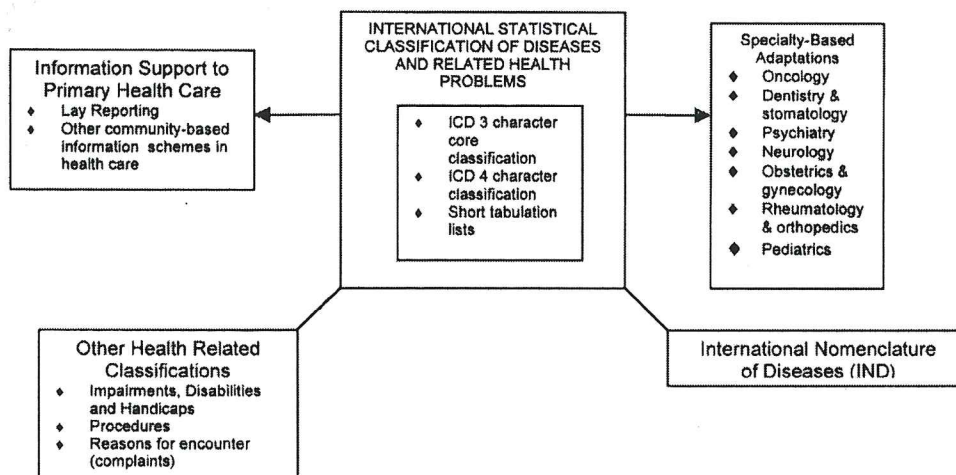 INTERNATIONAL STATISTICAL
CLASSIFICATION OF DISEASES
AND RELATED HEALTH
PROBLEMS
♦ ICD 3 character
core
classification
♦ ICD 4 character
classification
♦ Short tabulation
lists
Information Support to
Primary Health Care
♦ Lay Reporting
♦ Other community-based
information schemes in
health care
Specialty-Based
Adaptations
♦ Oncology
♦ Dentistry &
stomatology
♦ Psychiatry
♦ Neurology
♦ Obstetrics &
gynecology
♦ Rheumatology
& orthopedics
♦ Pediatrics
Other Health Related
Classifications
♦ Impairments, Disabilities
and Handicaps
♦ Procedures
♦ Reasons for encounter
(complaints)
International Nomenclature
of Diseases (IND)